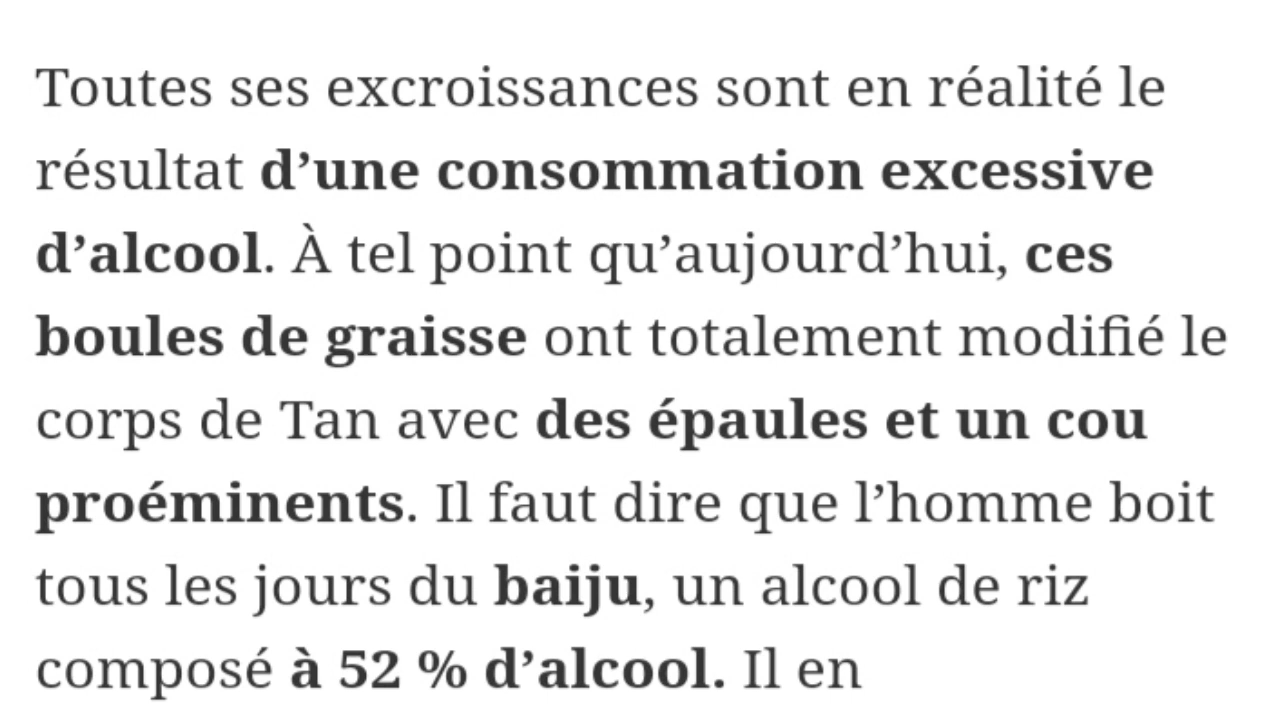 Toutes ses excroissances sont en réalité le
résultat d’une consommation excessive
d’alcool. À tel point qu’aujourd’hui, ces
boules de graisse ont totalement modifié le
corps de Tan avec des épaules et un cou
proéminents. Il faut dire que l’homme boit
tous les jours du baiju, un alcool de riz
composé à 52 % d’alcool. Il en